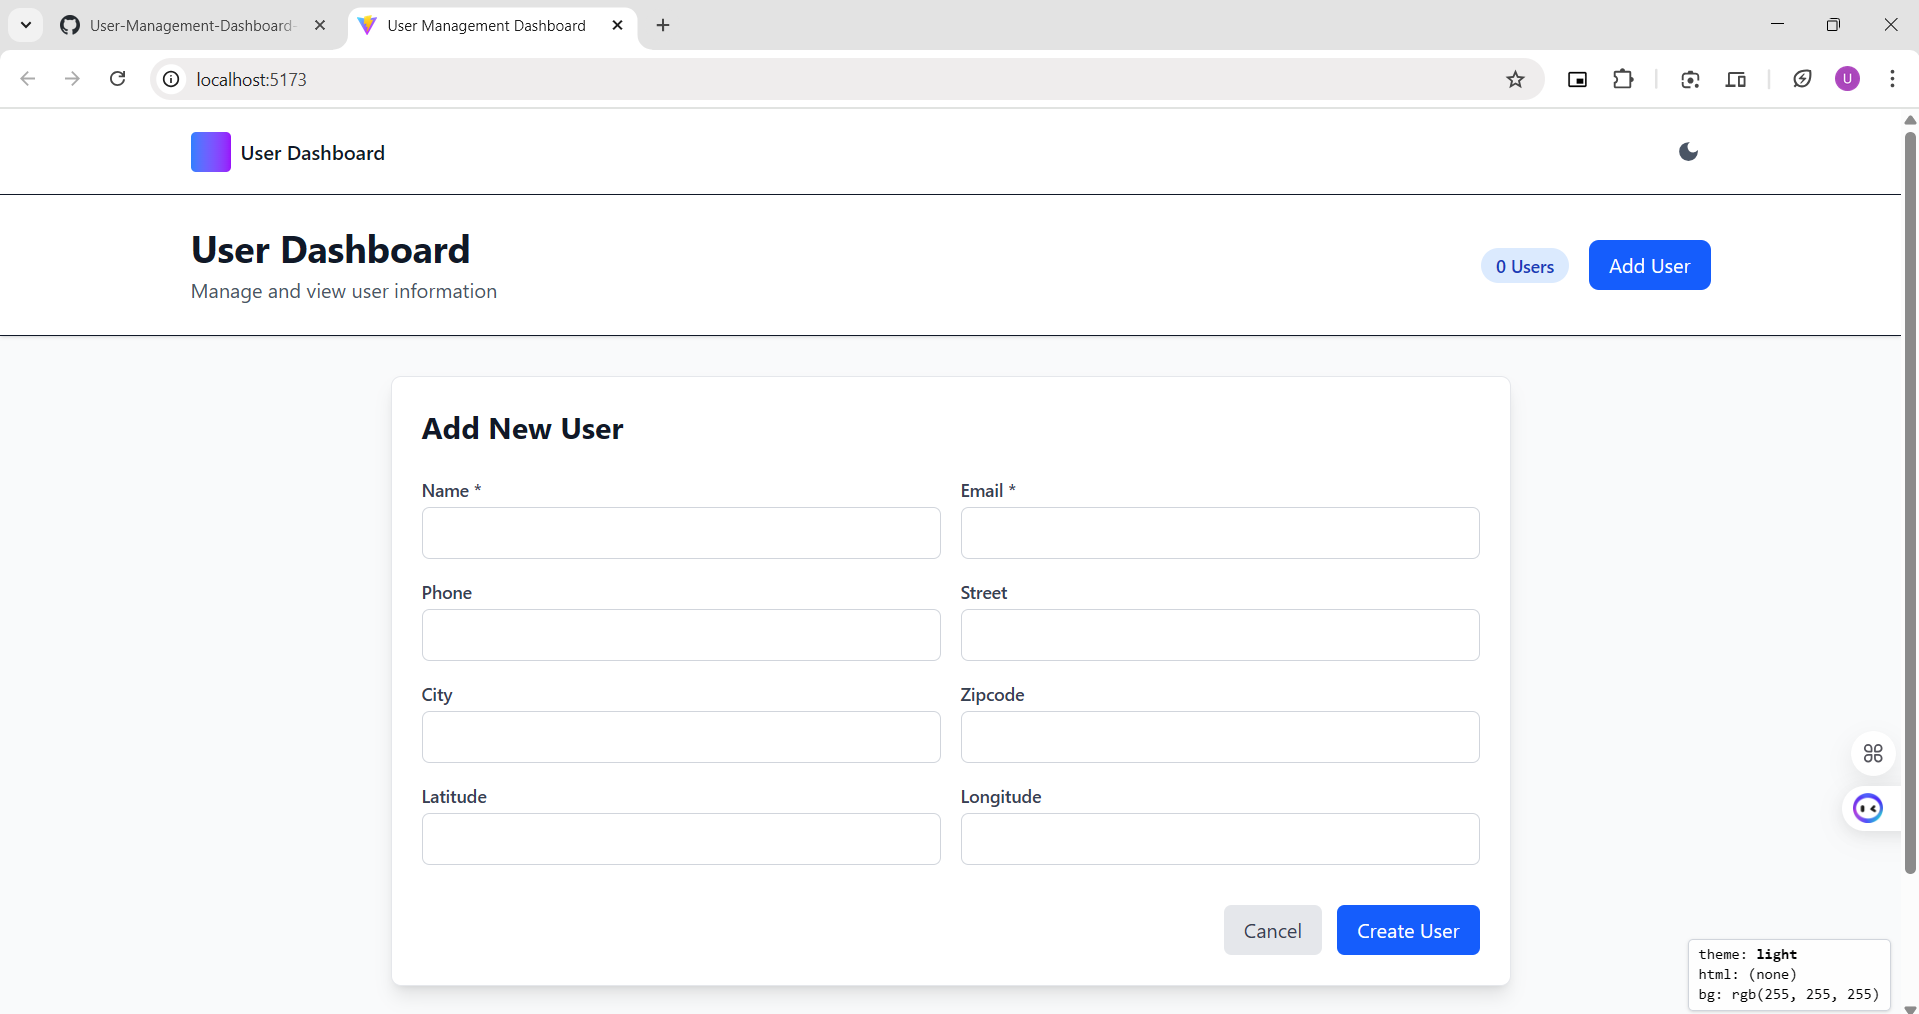 User-Management-Dashboard-
User Management Dashboard
localhost:5173
U
User Dashboard
User Dashboard
Manage and view user information
0 Users
Add User
Add New User
Name *
Email *
Phone
Street
City
Zipcode
Latitude
Longitude
Cancel
Create User
theme: light
html: (none)
bg: rgb(255, 255, 255)